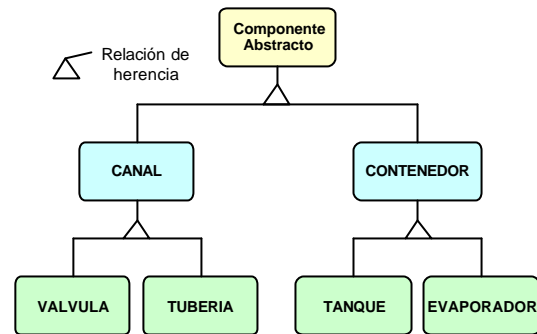 Componente
Abstracto
Relación de
herencia
CANAL
CONTENEDOR
VALVULA
TUBERIA
TANQUE
EVAPORADOR